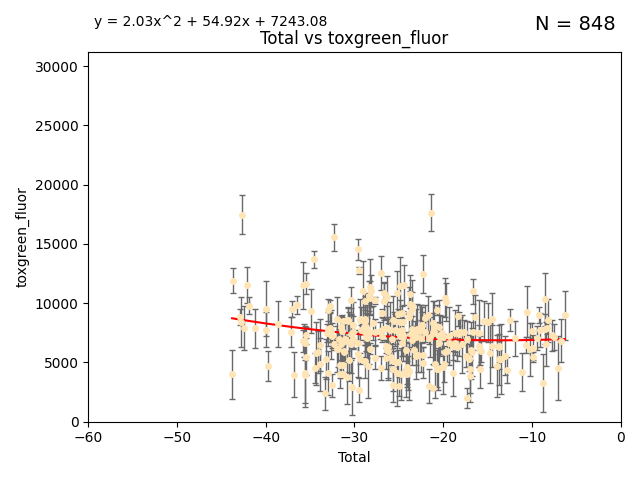 y = 2.03x^2 + 54.92x + 7243.08
N = 848
Total vs toxgreen_fluor
30000
25000
20000
15000
10000
5000
0
toxgreen_fluor
−60
−50
−40
−30
−20
−10
0
Total